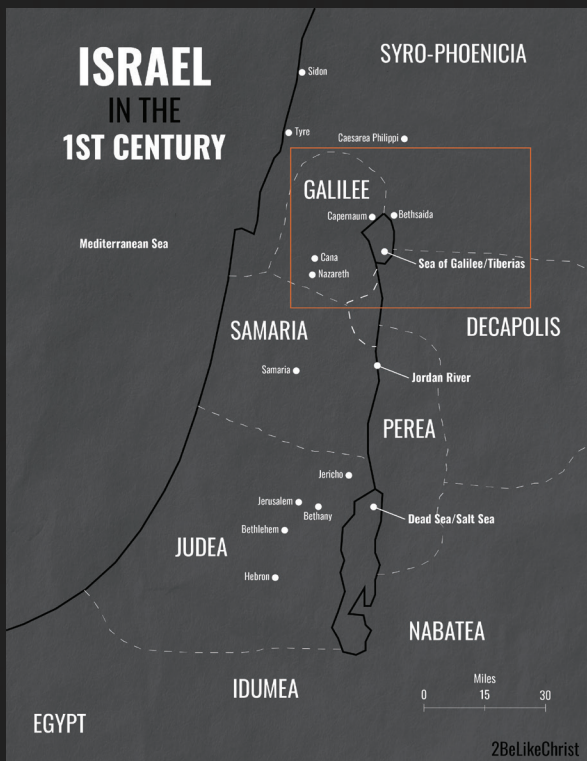 ISRAEL
IN THE
1ST CENTURY
SYRO-PHOENICIA
Sidon
Tyre
Caesarea Philippi
GALILEE
Capernaum
Bethsaida
Mediterranean Sea
Cana
Sea of Galilee/Tiberias
Nazareth
SAMARIA
DECAPOLIS
Samaria
Jordan River
PEREA
Jericho
Jerusalem
Bethany
Dead Sea/Salt Sea
Bethlehem
JUDEA
Hebron
NABATEA
IDUMEA
Miles
0 15 30
EGYPT
2BeLikeChrist